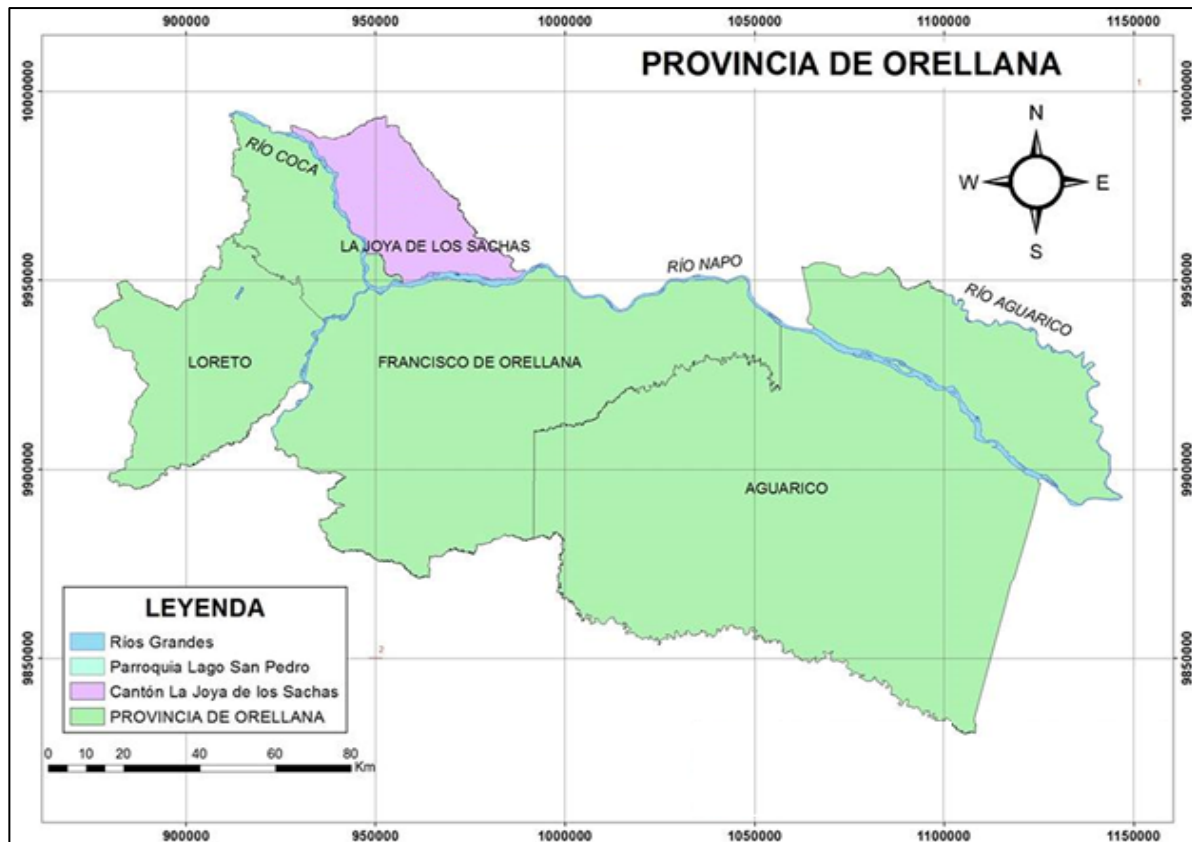 900000 950000 1000000 1050000 1100000 1150000
PROVINCIA DE ORELLANA
1
10000000 10000000
N
W E
S
RÍO COCA
LA JOYA DE LOS SACHAS
RÍO NAPO
9950000 9950000
RÍO AGUARICO
LORETO
FRANCISCO DE ORELLANA
9900000 9900000
AGUARICO
LEYENDA
Ríos Grandes
Parroquia Lago San Pedro
Cantón La Joya de los Sachas
PROVINCIA DE ORELLANA
2
9850000 9850000
0 10 20 40 60 80
Km
900000 950000 1000000 1050000 1100000 1150000